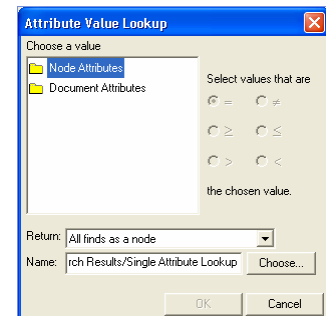 Attribute Value Lookup
Choose a value
Node Attributes
Document Attributes
Select values that are
= ≠
≥ ≤
> <
the chosen value.
Return: All finds as a node
Name: rch Results/Single Attribute Lookup Choose...
OK Cancel